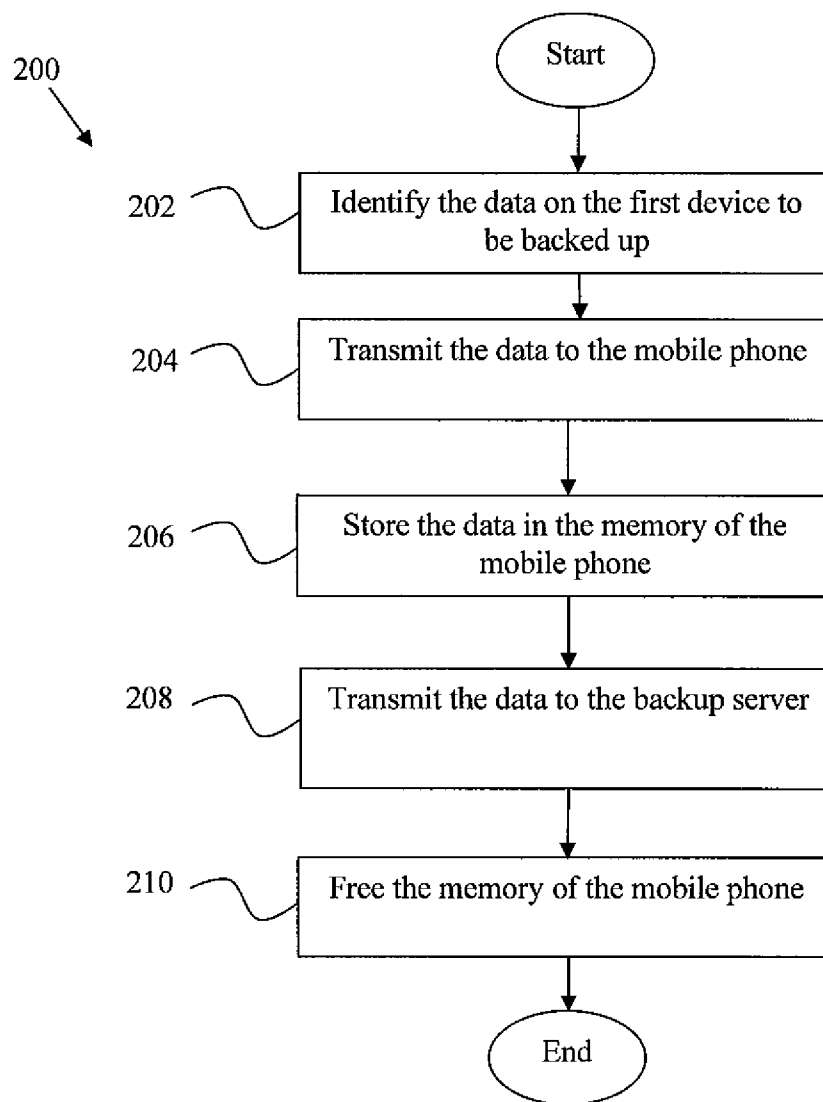 Start
200
202
Identify the data on the first device to
be backed up
204
Transmit the data to the mobile phone
206
Store the data in the memory of the
mobile phone
208
Transmit the data to the backup server
210
Free the memory of the mobile phone
End